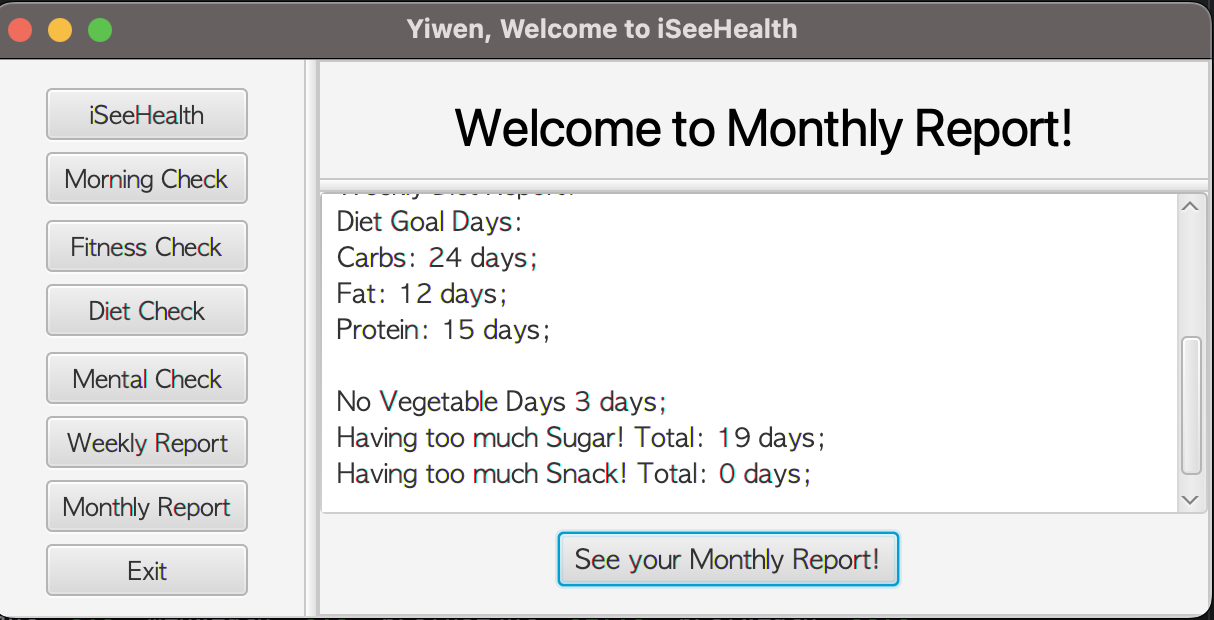 Yiwen, Welcome to iSeeHealth
iSeeHealth
Morning Check
Fitness Check
Diet Check
Mental Check
Weekly Report
Monthly Report
Exit
Welcome to Monthly Report!
Weekly Diet Report:
Diet Goal Days:
Carbs: 24 days;
Fat: 12 days;
Protein: 15 days;
No Vegetable Days 3 days;
Having too much Sugar! Total: 19 days;
Having too much Snack! Total: 0 days;
See your Monthly Report!